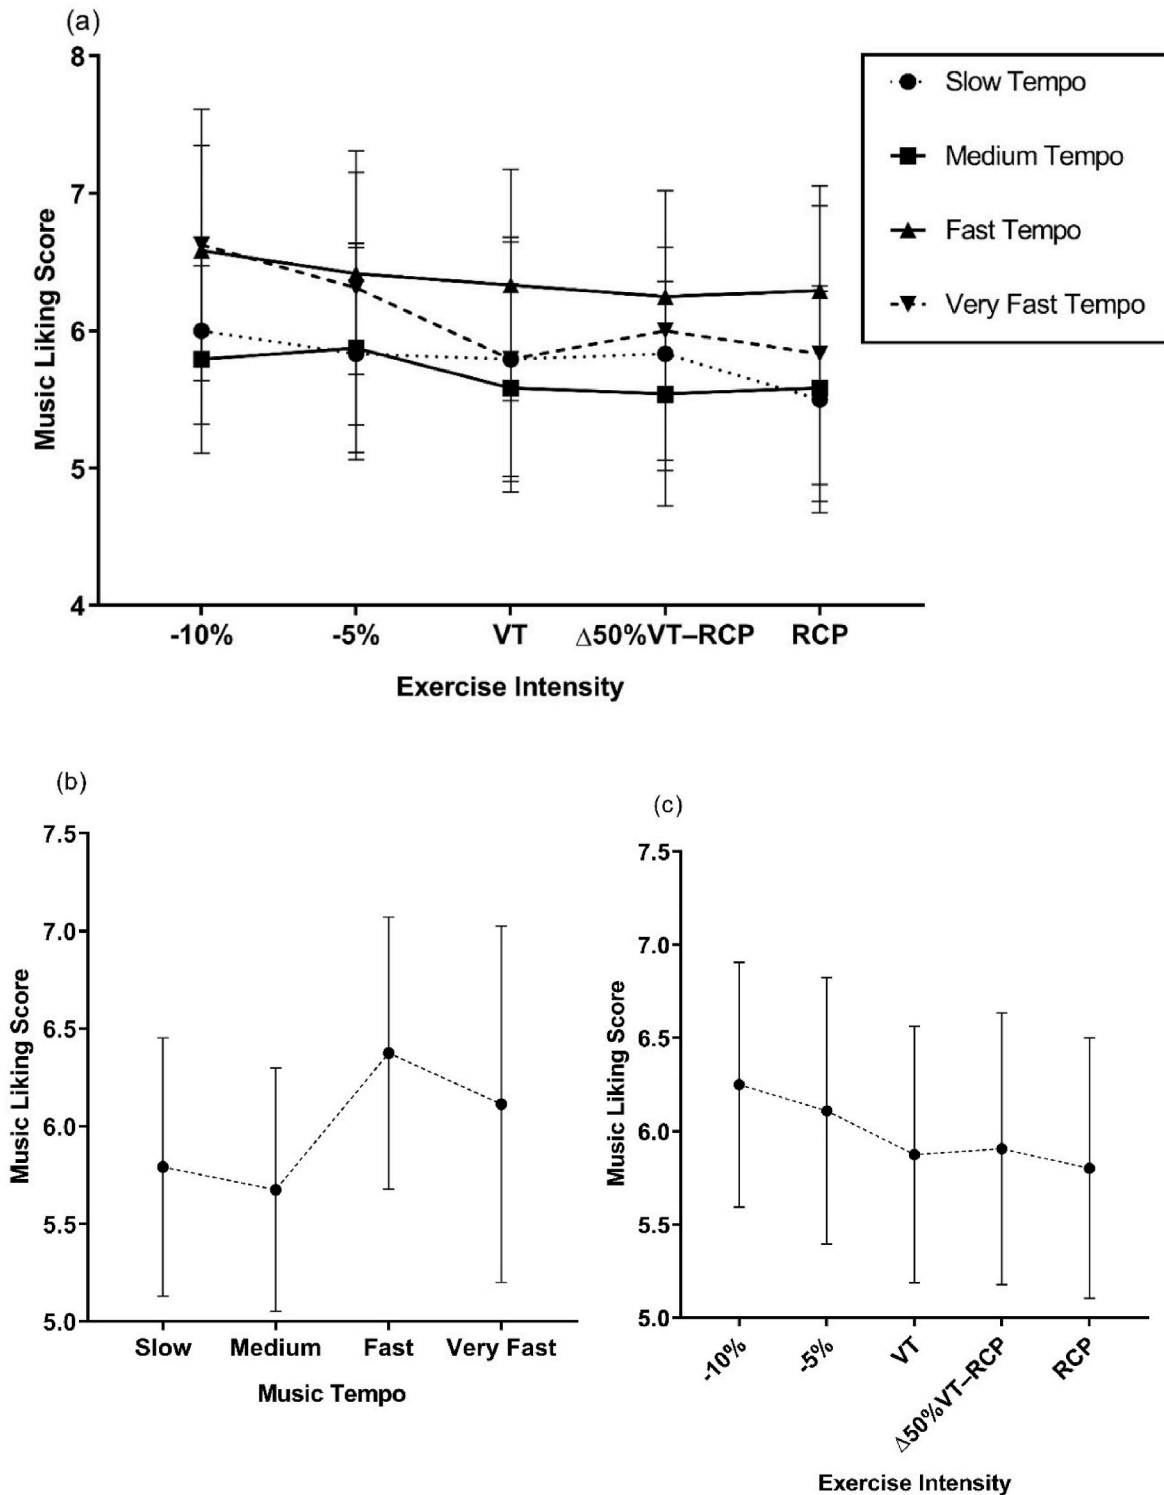 (a)
8
7
6
5
4
Music Liking Score
-10% -5% VT Δ50%VT–RCP RCP
Exercise Intensity
Slow Tempo
Medium Tempo
Fast Tempo
Very Fast Tempo
(b)
7.5
7.0
6.5
6.0
5.5
5.0
Music Liking Score
Slow Medium Fast Very Fast
Music Tempo
(c)
7.5
7.0
6.5
6.0
5.5
5.0
Music Liking Score
-10% -5% VT Δ50%VT–RCP RCP
Exercise Intensity